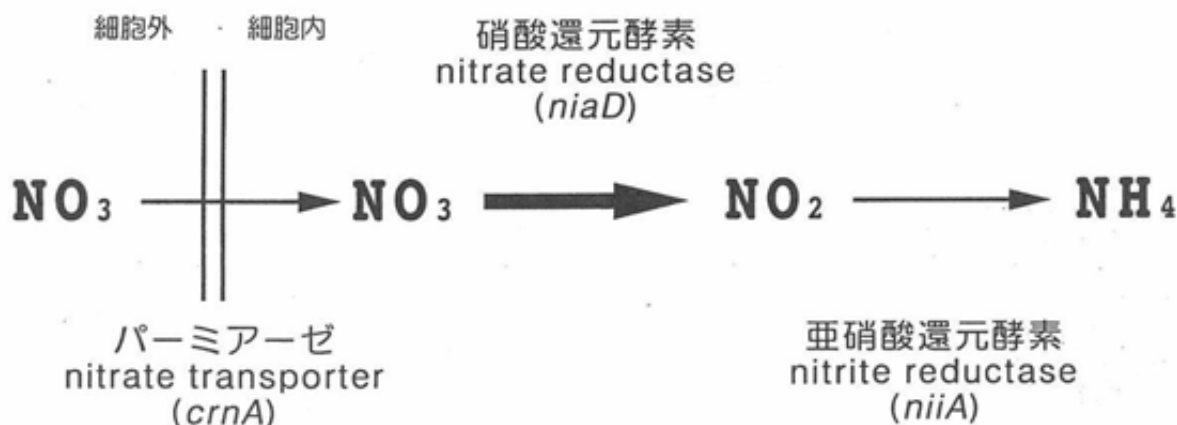 細胞外 · 細胞内
硝酸還元酵素
nitrate reductase
(niaD)
NO₃ NO₃ NO₂ NH₄
パーミアーゼ
nitrate transporter
(crnA)
亜硝酸還元酵素
nitrite reductase
(niiA)